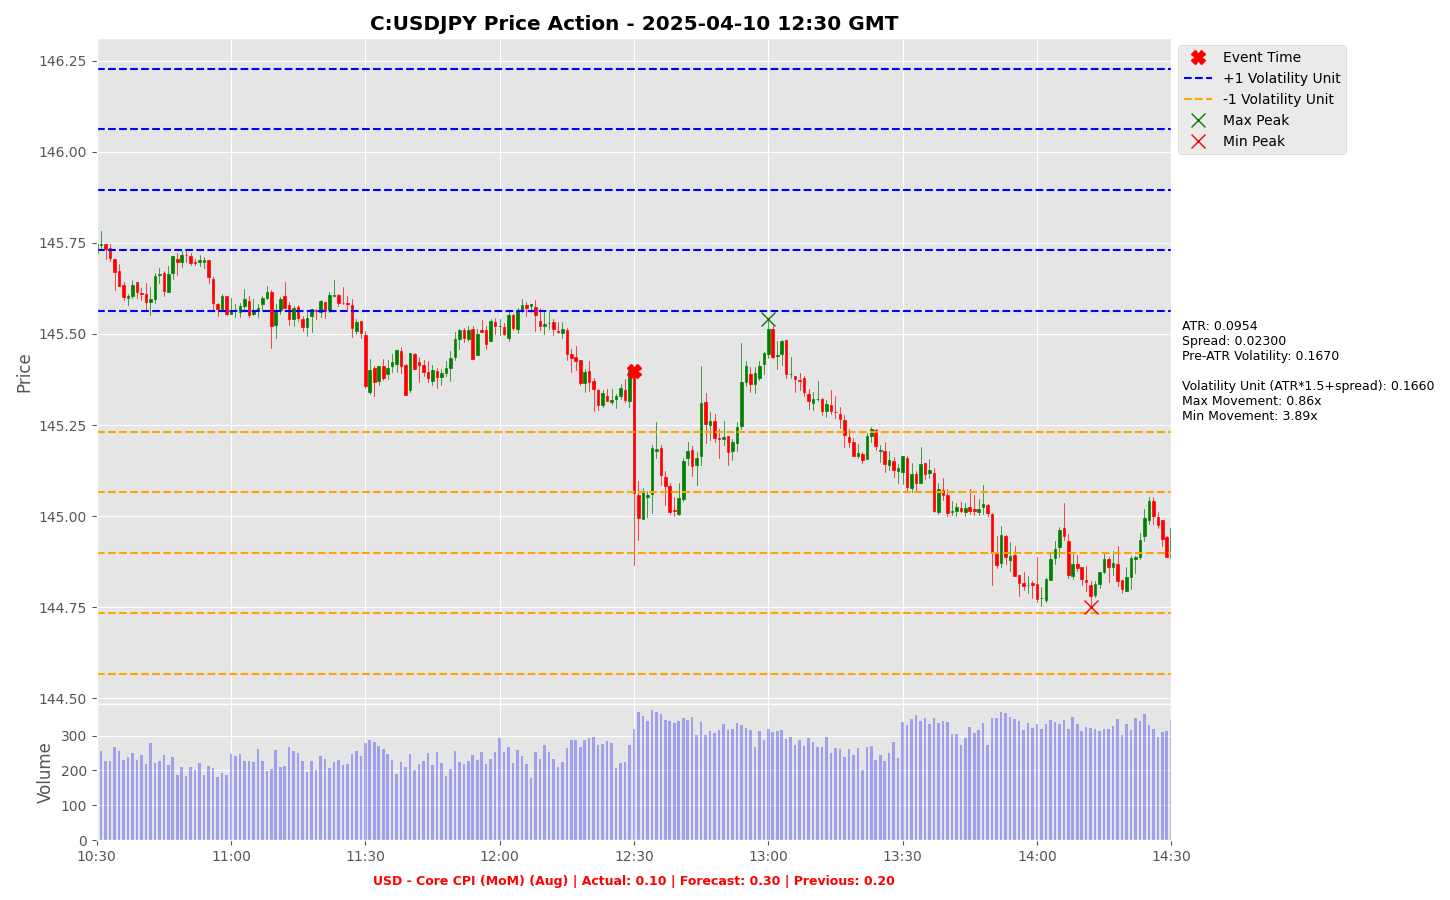 C:USDJPY Price Action - 2025-04-10 12:30 GMT
Event Time
+1 Volatility Unit
-1 Volatility Unit
Max Peak
Min Peak
146.25
146.00
145.75
145.50
145.25
145.00
144.75
144.50
Price
ATR: 0.0954
Spread: 0.02300
Pre-ATR Volatility: 0.1670
Volatility Unit (ATR*1.5+spread): 0.1660
Max Movement: 0.86x
Min Movement: 3.89x
300
200
100
0
Volume
10:30 11:00 11:30 12:00 12:30 13:00 13:30 14:00 14:30
USD - Core CPI (MoM) (Aug) | Actual: 0.10 | Forecast: 0.30 | Previous: 0.20